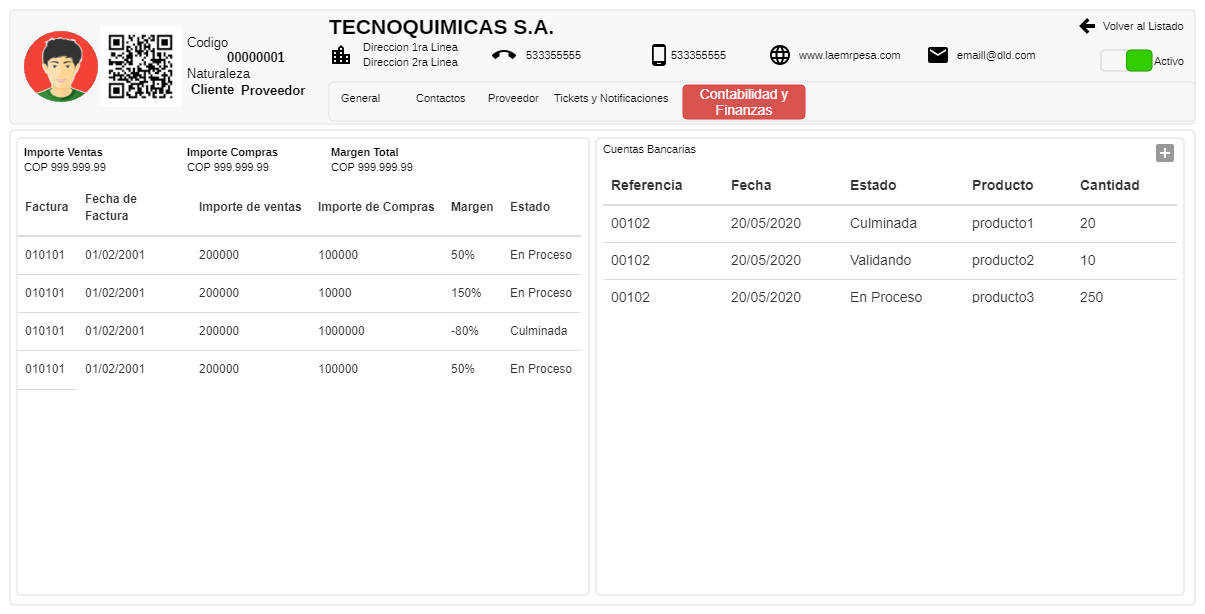 TECNOQUIMICAS S.A.
Volver al Listado
Codigo
00000001
Naturaleza
Cliente Proveedor
Direccion 1ra Linea
Direccion 2ra Linea
533355555
533355555
www.laemrpesa.com
emaill@dld.com
Activo
General Contactos Proveedor Tickets y Notificaciones
Contabilidad y
Finanzas
Importe Ventas
COP 999.999.99
Importe Compras
COP 999.999.99
Margen Total
COP 999.999.99
Factura Fecha de Factura Importe de ventas Importe de Compras Margen Estado
010101 01/02/2001 200000 100000 50% En Proceso
010101 01/02/2001 200000 10000 150% En Proceso
010101 01/02/2001 200000 1000000 -80% Culminada
010101 01/02/2001 200000 100000 50% En Proceso
Cuentas Bancarias
Referencia Fecha Estado Producto Cantidad
00102 20/05/2020 Culminada producto1 20
00102 20/05/2020 Validando producto2 10
00102 20/05/2020 En Proceso producto3 250